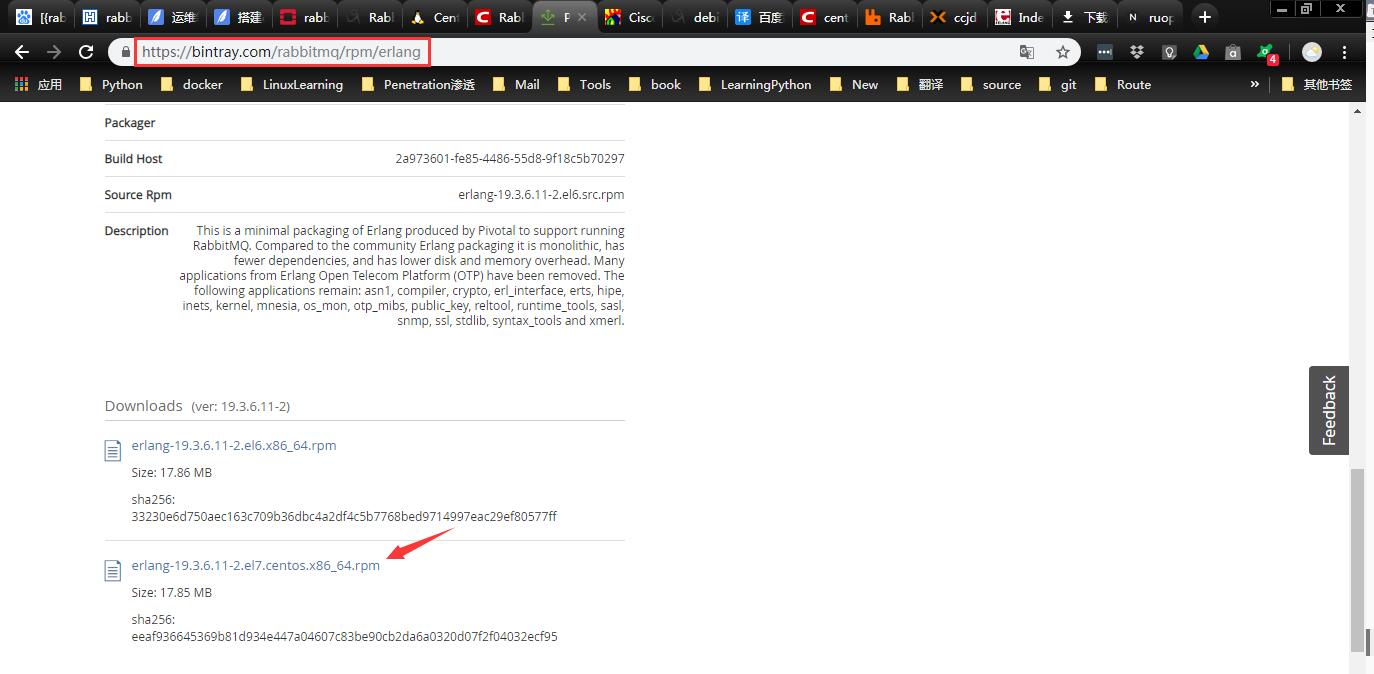 [{rab
rabb
运维
搭建
rabb
Rabl
Cent
Rabl
P
Cisc
debi
百度
cent
Rabl
ccjd
Inde
下载
ruop
https://bintray.com/rabbitmq/rpm/erlang
4
应用
Python
docker
LinuxLearning
Penetration渗透
Mail
Tools
book
LearningPython
New
翻译
source
git
Route
»
其他书签
Packager
Build Host 2a973601-fe85-4486-55d8-9f18c5b70297
Source Rpm erlang-19.3.6.11-2.el6.src.rpm
Description This is a minimal packaging of Erlang produced by Pivotal to support running
RabbitMQ. Compared to the community Erlang packaging it is monolithic, has
fewer dependencies, and has lower disk and memory overhead. Many
applications from Erlang Open Telecom Platform (OTP) have been removed. The
following applications remain: asn1, compiler, crypto, erl_interface, erts, hipe,
inets, kernel, mnesia, os_mon, otp_mibs, public_key, reltool, runtime_tools, sasl,
snmp, ssl, stdlib, syntax_tools and xmerl.
Feedback
Downloads (ver: 19.3.6.11-2)
erlang-19.3.6.11-2.el6.x86_64.rpm
Size: 17.86 MB
sha256:
33230e6d750aec163c709b36dbc4a2df4c5b7768bed9714997eac29ef80577ff
erlang-19.3.6.11-2.el7.centos.x86_64.rpm
Size: 17.85 MB
sha256:
eeaf936645369b81d934e447a04607c83be90cb2da6a0320d07f2f04032ecf95